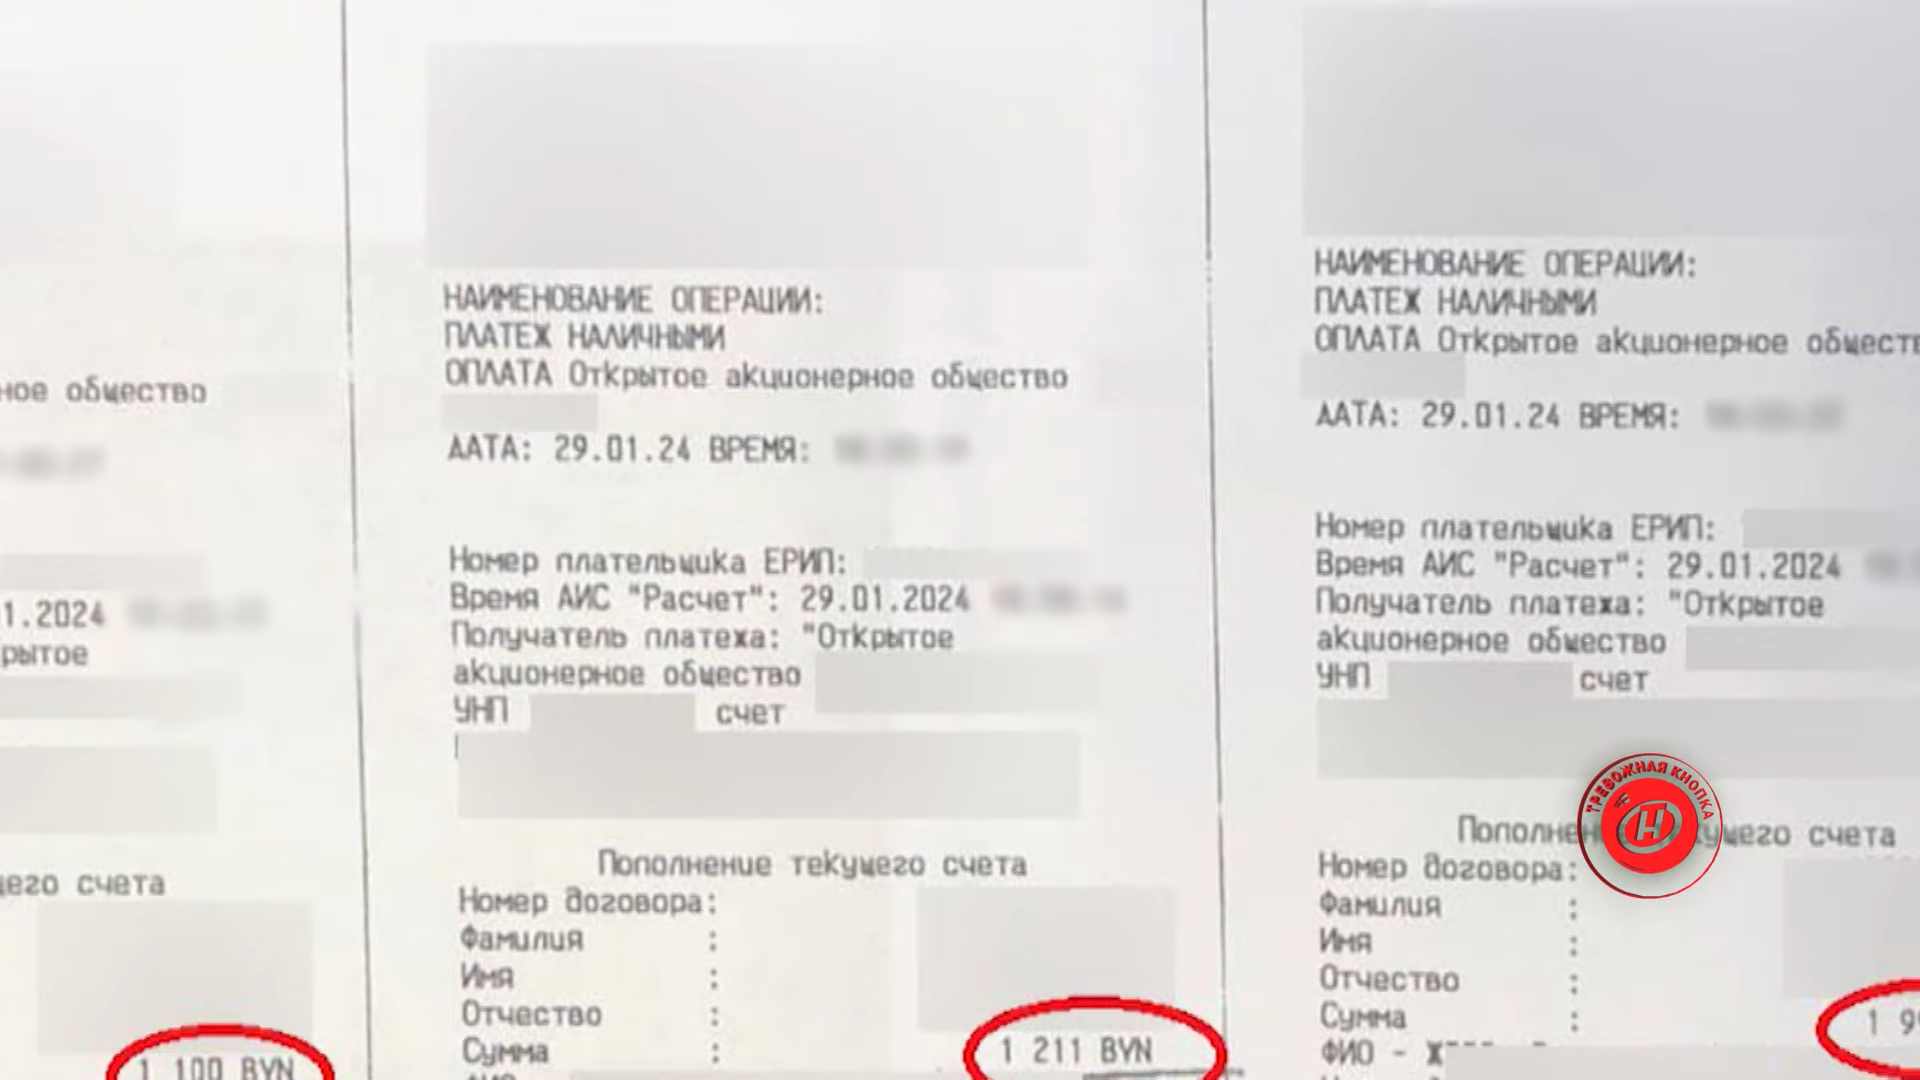 ное общество
1.2024
рытое
его счета
1 100 BYN
НАИМЕНОВАНИЕ ОПЕРАЦИИ:
ПЛАТЕЖ НАЛИЧНЫМИ
ОПЛАТА Открытое акционерное общество
ДАТА: 29.01.24 ВРЕМЯ:
Номер плательщика ЕРИП:
Время АИС "Расчет": 29.01.2024
Получатель платежа: "Открытое
акционерное общество
УНП счет
Пополнение текущего счета
Номер договора:
Фамилия :
Имя :
Отчество :
Сумма : 1 211 BYN
НАИМЕНОВАНИЕ ОПЕРАЦИИ:
ПЛАТЕЖ НАЛИЧНЫМИ
ОПЛАТА Открытое акционерное общест
ДАТА: 29.01.24 ВРЕМЯ:
Номер плательщика ЕРИП:
Время АИС "Расчет": 29.01.2024
Получатель платежа: "Открытое
акционерное общество
УНП счет
Пополне ущего счета
Номер договора:
Фамилия :
Имя :
Отчество :
Сумма : 1 9
ФИО - Ж
ТРЕВОЖНАЯ КНОПКА
Н